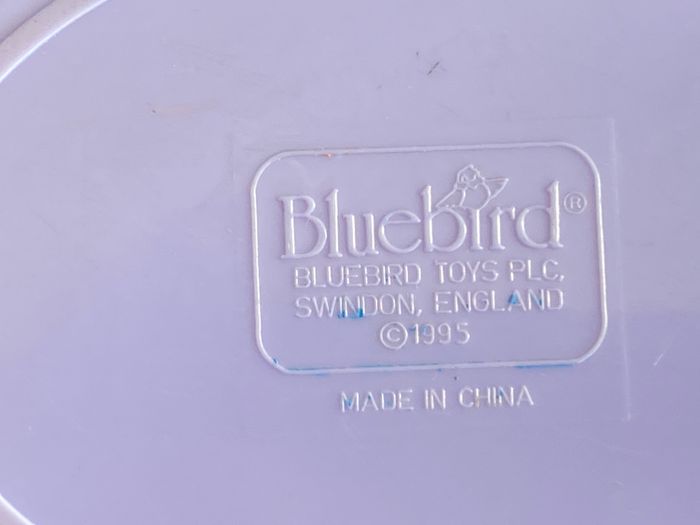 Bluebird®
BLUEBIRD TOYS PLC,
SWINDON, ENGLAND
©1995
MADE IN CHINA